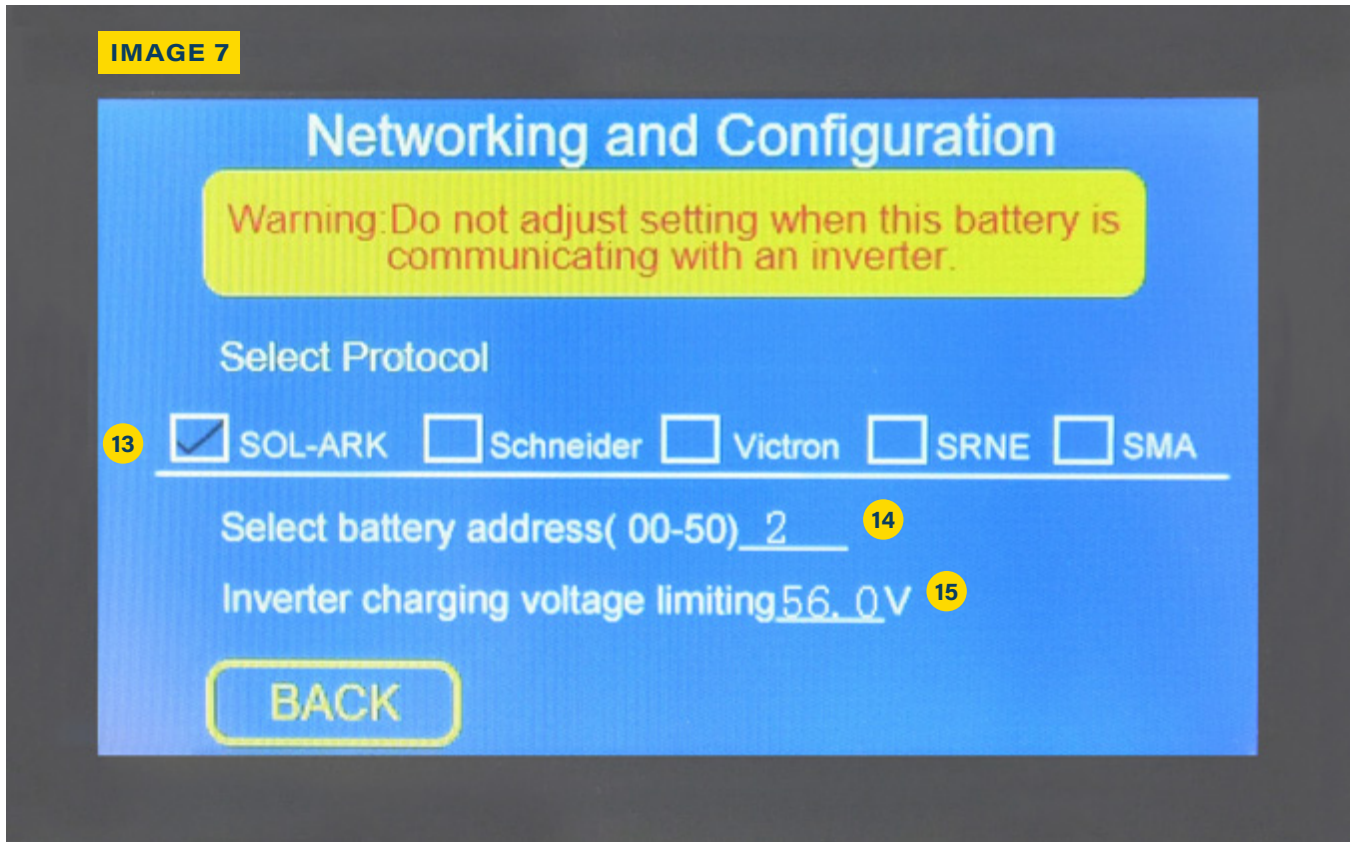 IMAGE 7
Networking and Configuration
Warning:Do not adjust setting when this battery is
communicating with an inverter.
Select Protocol
13 SOL-ARK Schneider Victron SRNE SMA
Select battery address( 00-50) 2 14
Inverter charging voltage limiting 56. 0V 15
BACK